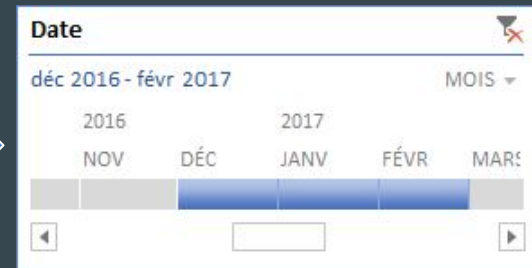 Date
déc 2016 - févr 2017 MOIS
2016 2017
NOV DÉC JANV FÉVR MARS